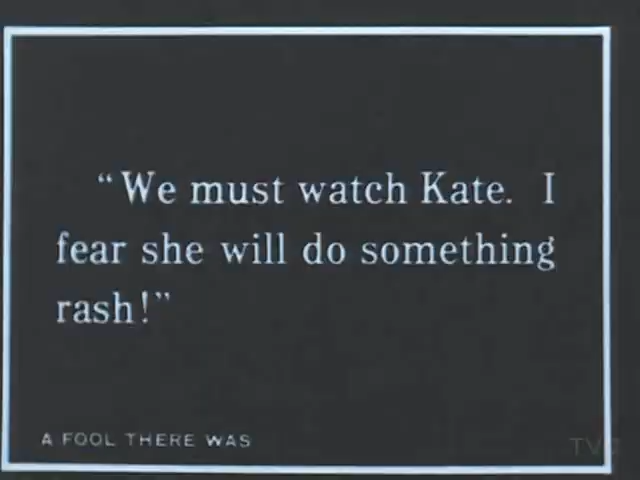 “We must watch Kate. I
fear she will do something
rash!”
A FOOL THERE WAS